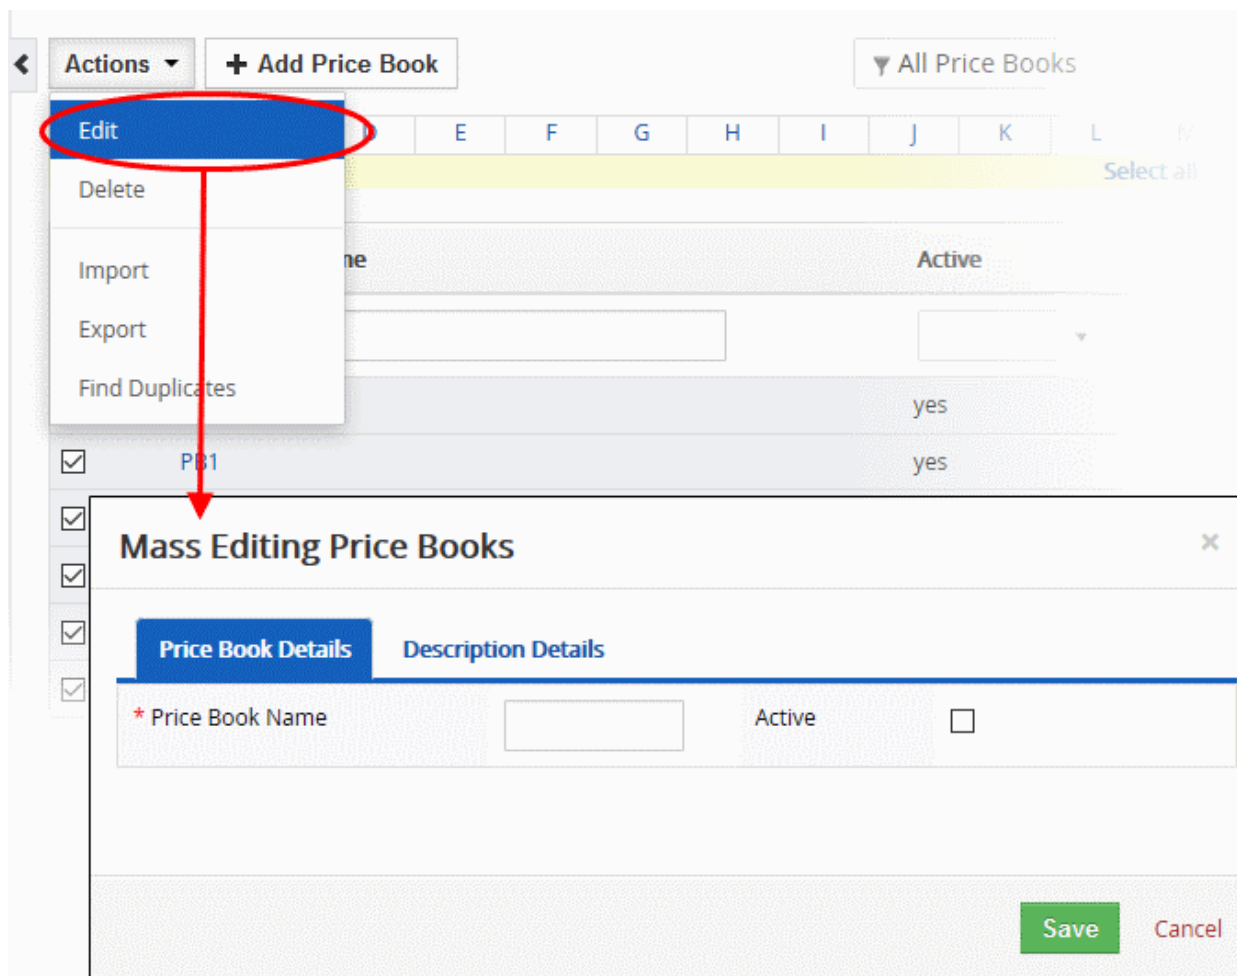 Actions + Add Price Book All Price Books
Edit D E F G H I J K L M
Select all
Delete
ne Active
Import
Export
Find Duplicates
yes
PB1 yes
Mass Editing Price Books ×
Price Book Details Description Details
* Price Book Name Active
Save Cancel